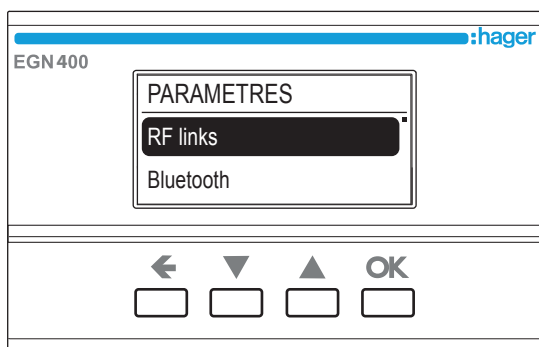 :hager
EGN400
PARAMETRES
RF links
Bluetooth
OK